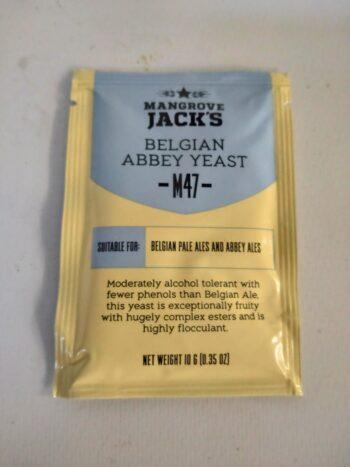 MANGROVE
JACK'S
BELGIAN
ABBEY YEAST
-M47-
SUITABLE FOR: BELGIAN PALE ALES AND ABBEY ALES
Moderately alcohol tolerant with
fewer phenols than Belgian Ale,
this yeast is exceptionally fruity
with hugely complex esters and is
highly flocculant.
NET WEIGHT 10 G (0.35 OZ)